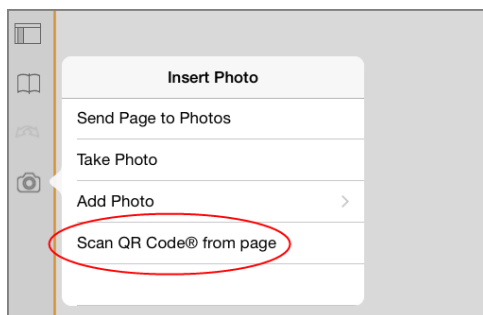 Insert Photo
Send Page to Photos
Take Photo
Add Photo
Scan QR Code® from page